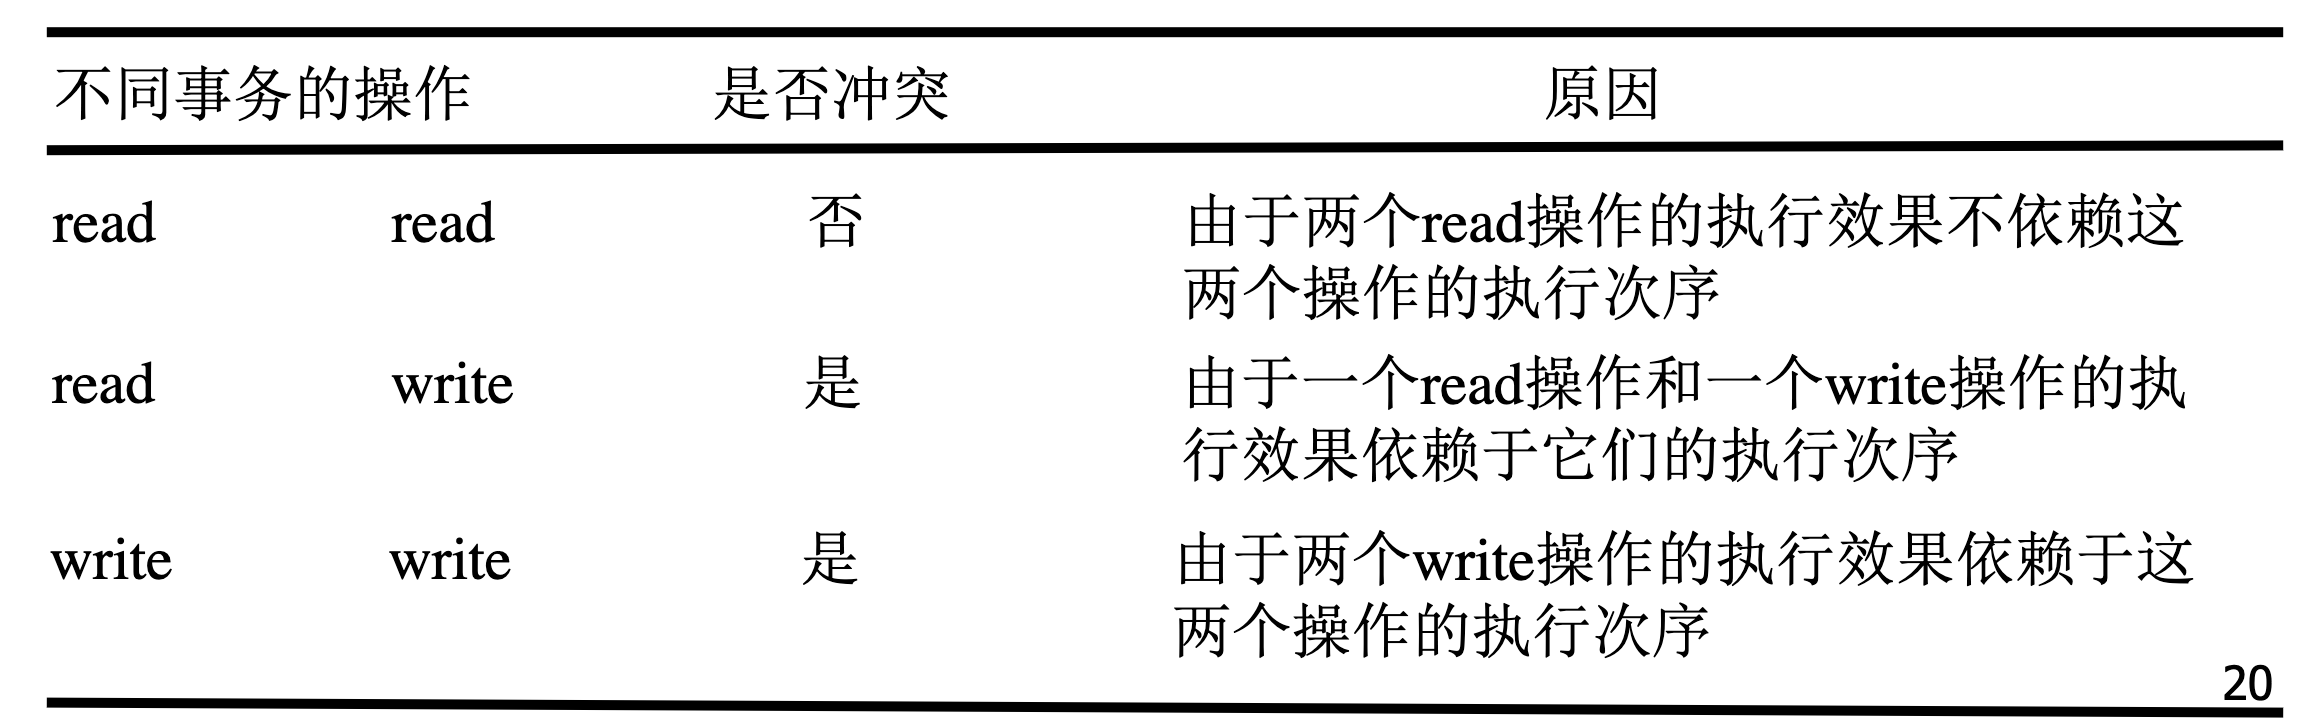 不同事务的操作 是否冲突 原因
read read 否 由于两个read操作的执行效果不依赖这
两个操作的执行次序
read write 是 由于一个read操作和一个write操作的执
行效果依赖于它们的执行次序
write write 是 由于两个write操作的执行效果依赖于这
两个操作的执行次序
20